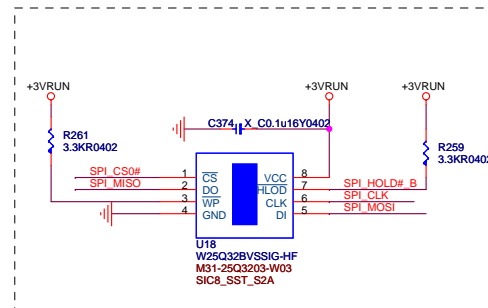 +3VRUN
+3VRUN
+3VRUN
C374
X_C0.1u16Y0402
R261
3.3KR0402
R259
3.3KR0402
SPI_CS0#
SPI_MISO
1
2
3
4
CS
DO
WP
GND
VCC
HLOD
CLK
DI
8
7
6
5
SPI_HOLD#_B
SPI_CLK
SPI_MOSI
U18
W25Q32BVSSIG-HF
M31-25Q3203-W03
SIC8_SST_S2A